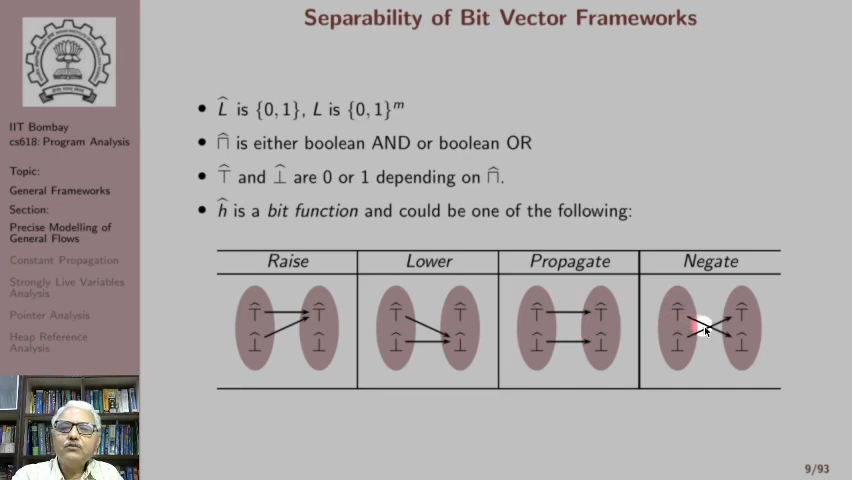 Separability of Bit Vector Frameworks
IIT Bombay
cs618: Program Analysis
Topic:
General Frameworks
Section:
Precise Modelling of
General Flows
Constant Propagation
Strongly Live Variables
Analysis
Pointer Analysis
Heap Reference
Analysis
• L̂ is {0, 1}, L is {0, 1}ᵐ
• ⊓̂ is either boolean AND or boolean OR
• ⊤̂ and ⊥̂ are 0 or 1 depending on ⊓̂.
• ĥ is a bit function and could be one of the following:
Raise Lower Propagate Negate
⊤̂ ⊤̂ ⊤̂ ⊤̂ ⊤̂ ⊤̂ ⊤̂ ⊤̂
⊥̂ ⊥̂ ⊥̂ ⊥̂ ⊥̂ ⊥̂ ⊥̂ ⊥̂
9/93